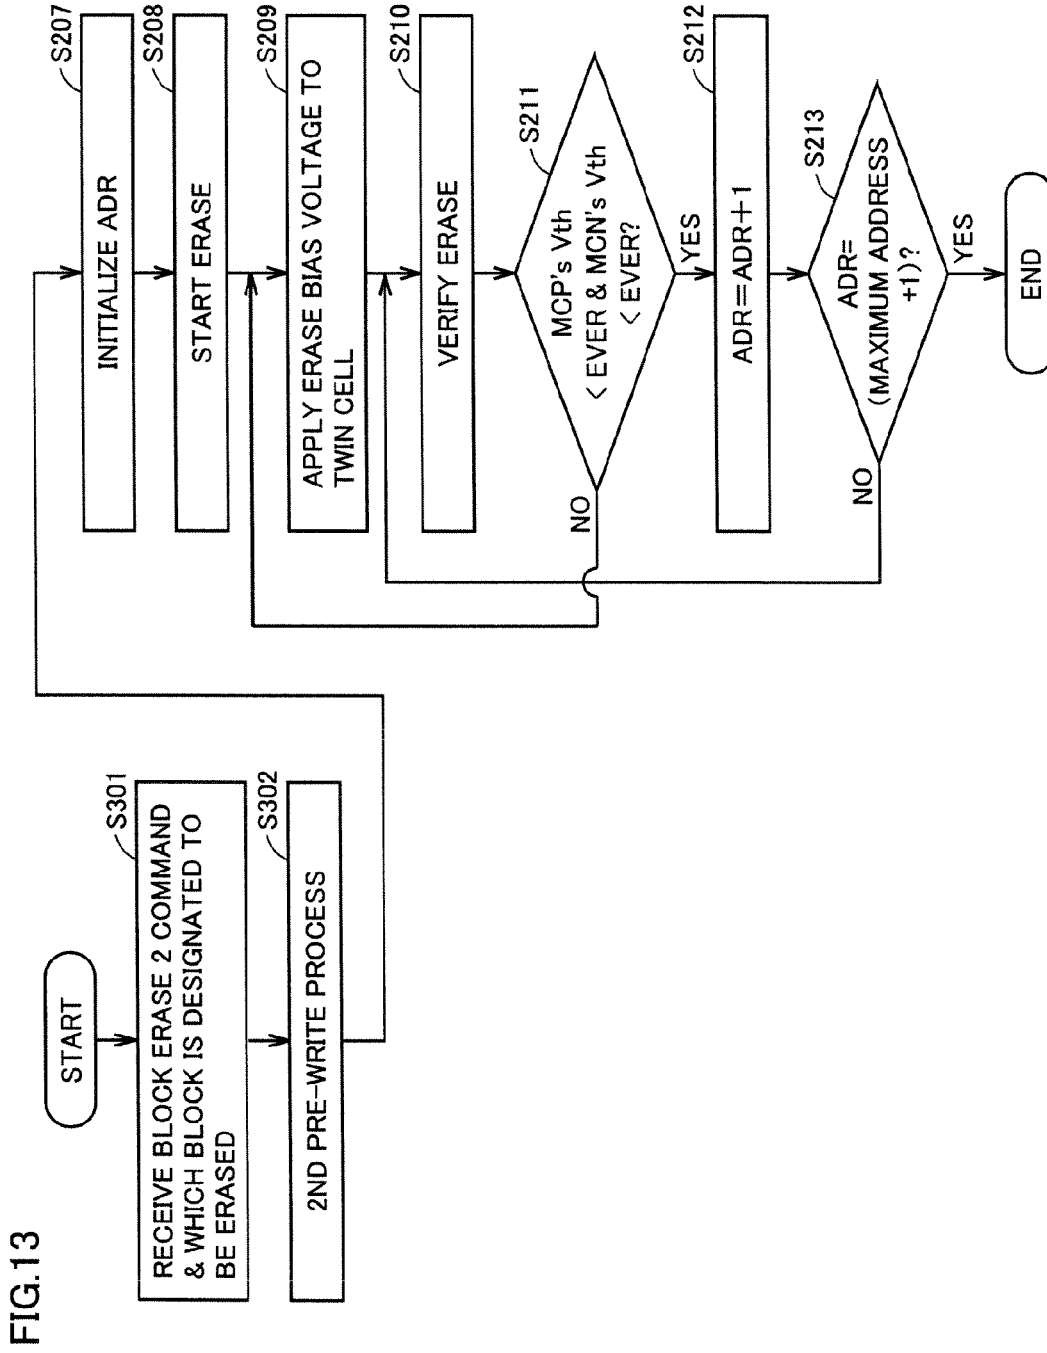 FIG.13
START
S301
RECEIVE BLOCK ERASE 2 COMMAND
& WHICH BLOCK IS DESIGNATED TO
BE ERASED
S302
2ND PRE-WRITE PROCESS
S207
INITIALIZE ADR
S208
START ERASE
S209
APPLY ERASE BIAS VOLTAGE TO
TWIN CELL
S210
VERIFY ERASE
S211
MCP's Vth
< EVER & MCN's Vth
< EVER?
NO
YES
S212
ADR=ADR+1
S213
ADR=
(MAXIMUM ADDRESS
+1)?
NO
YES
END